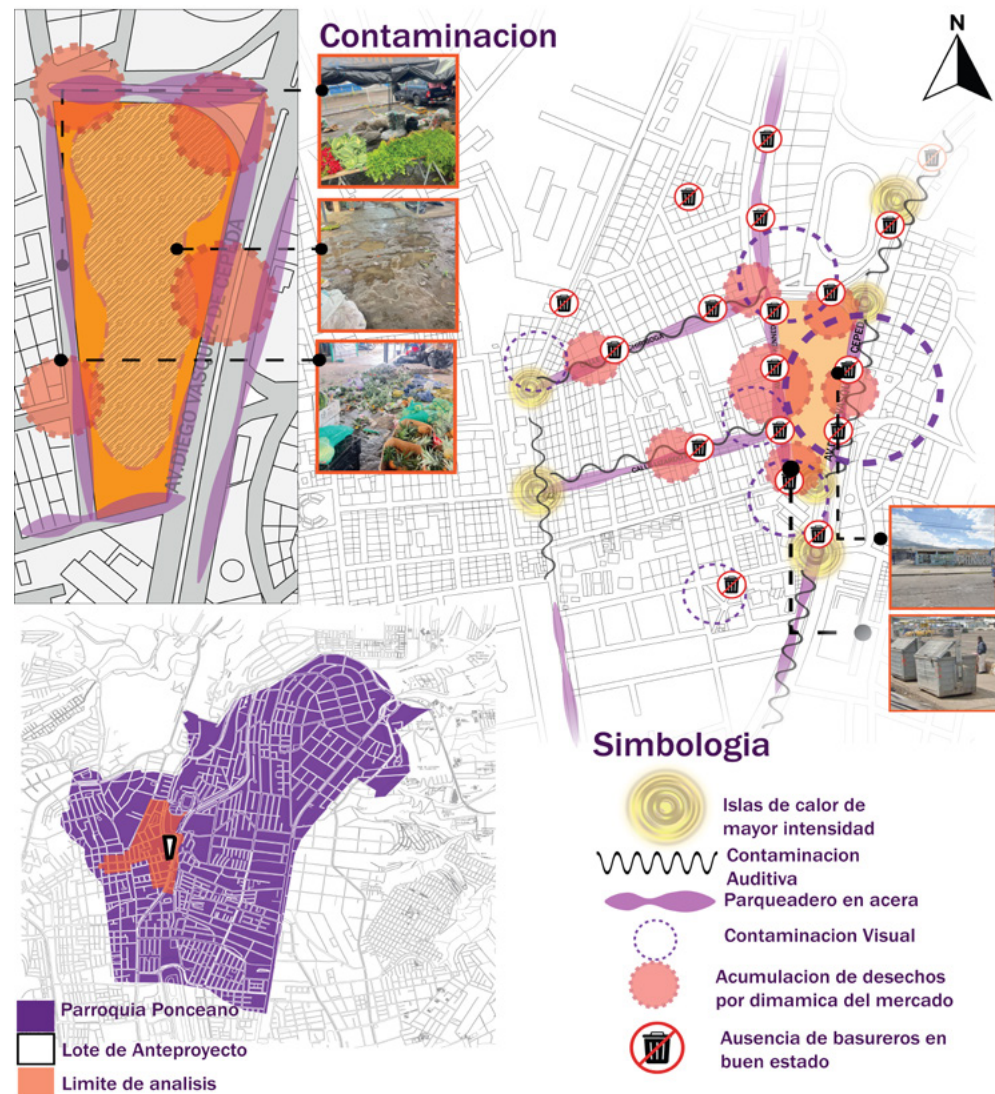 Contaminacion
N
AV.DIEGO VASQUEZ DE CEPEDA
CEPED
AV.D
Simbologia
Islas de calor de
mayor intensidad
Contaminacion
Auditiva
Parqueadero en acera
Contaminacion Visual
Acumulacion de desechos
por dimamica del mercado
Ausencia de basureros en
buen estado
Parroquia Ponceano
Lote de Anteproyecto
Limite de analisis